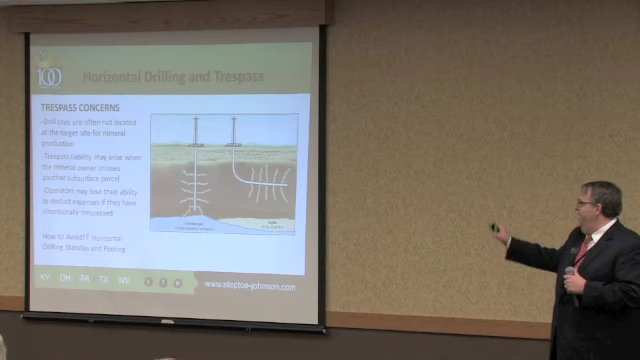 100
Horizontal Drilling and Trespass
TRESPASS CONCERNS
-Drill sites are often not located
at the target site for mineral
production
-Trespass liability may arise when
the mineral owner crosses
another subsurface parcel
-Operators may lose their ability
to deduct expenses if they have
intentionally trespassed
How to Avoid?? Horizontal
Drilling Statutes and Pooling
KY OH PA TX WV
www.steptoe-johnson.com